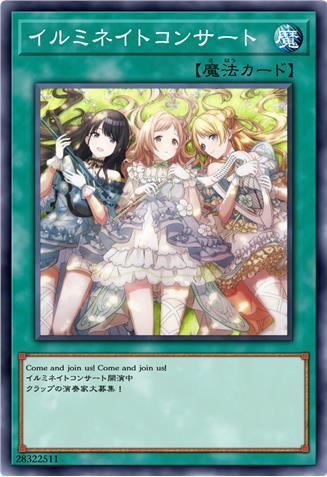 イルミネイトコンサート 魔
【魔法カード】
Come and join us! Come and join us!
イルミネイトコンサート開演中
クラップの演奏家大募集！
28322511